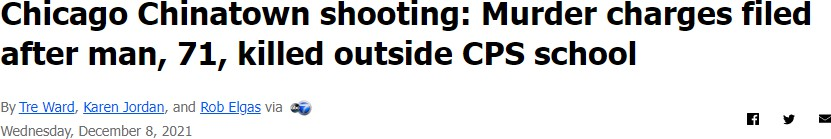 Chicago Chinatown shooting: Murder charges filed
after man, 71, killed outside CPS school
By Tre Ward, Karen Jordan, and Rob Elgas via
Wednesday, December 8, 2021